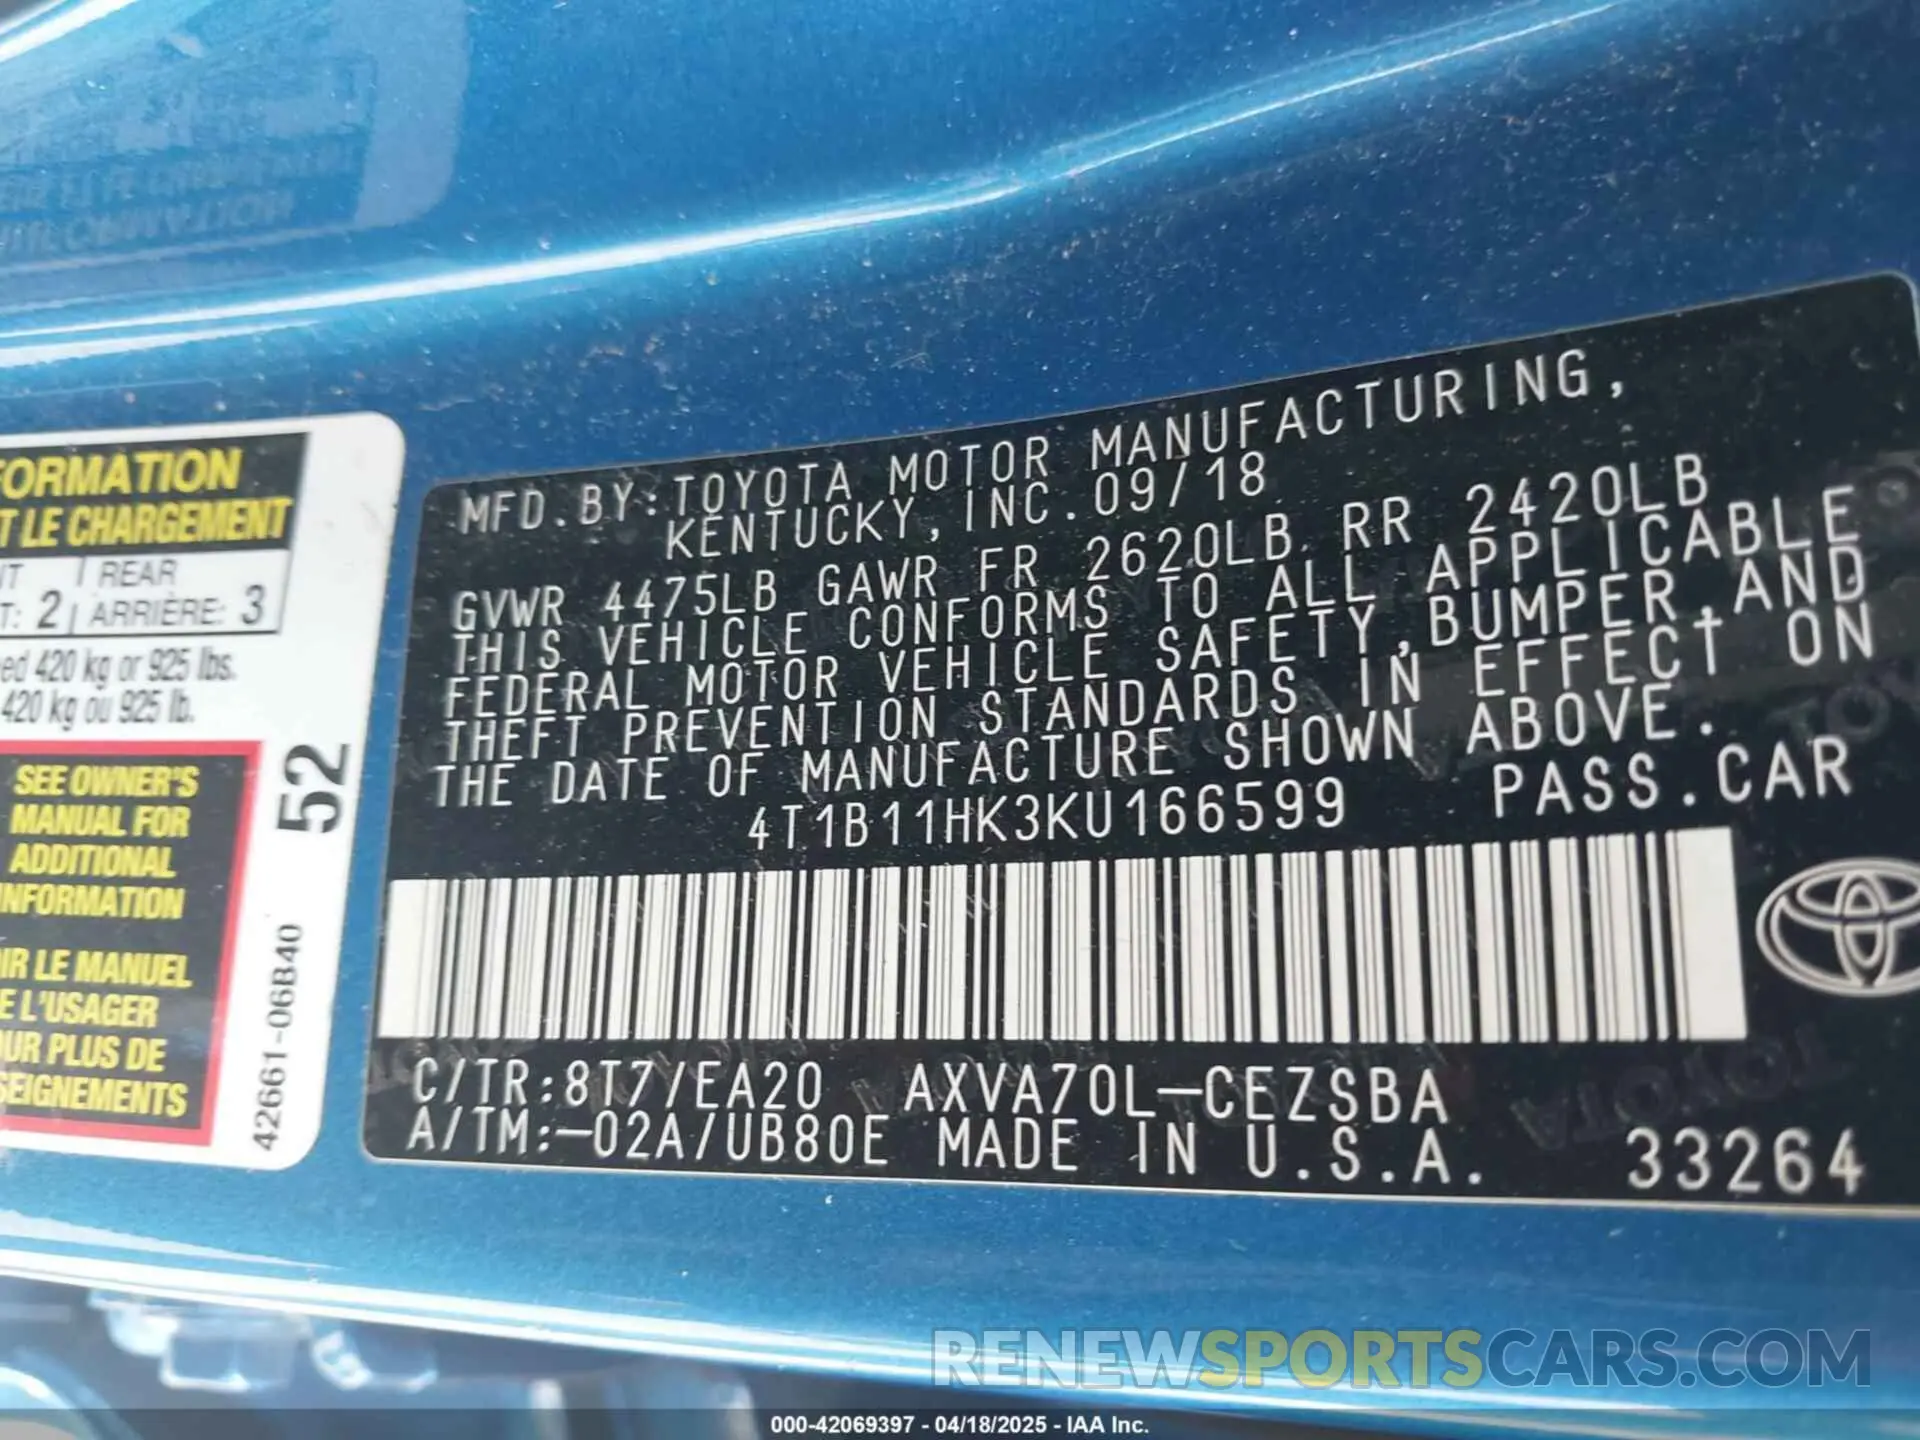 FORMATION
T LE CHARGEMENT
NT | REAR
T: 2 | ARRIÈRE: 3
ed 420 kg or 925 lbs.
420 kg ou 925 lb.
SEE OWNER'S
MANUAL FOR
ADDITIONAL
INFORMATION
IR LE MANUEL
E L'USAGER
OUR PLUS DE
SEIGNEMENTS
52
42661-06B40
MFD. BY: TOYOTA MOTOR MANUFACTURING,
KENTUCKY, INC. 09/18
GVWR 4475LB GAWR FR 2620LB RR 2420LB
THIS VEHICLE CONFORMS TO ALL APPLICABLE
FEDERAL MOTOR VEHICLE SAFETY, BUMPER, AND
THEFT PREVENTION STANDARDS IN EFFECT ON
THE DATE OF MANUFACTURE SHOWN ABOVE.
4T1B11HK3KU166599 PASS. CAR
C/TR: 8T7/EA20 AXVA70L-CEZSBA
A/TM: -02A/UB80E MADE IN U.S.A. 33264
RENEWSPORTSCARS.COM
000-42069397 - 04/18/2025 - IAA Inc.